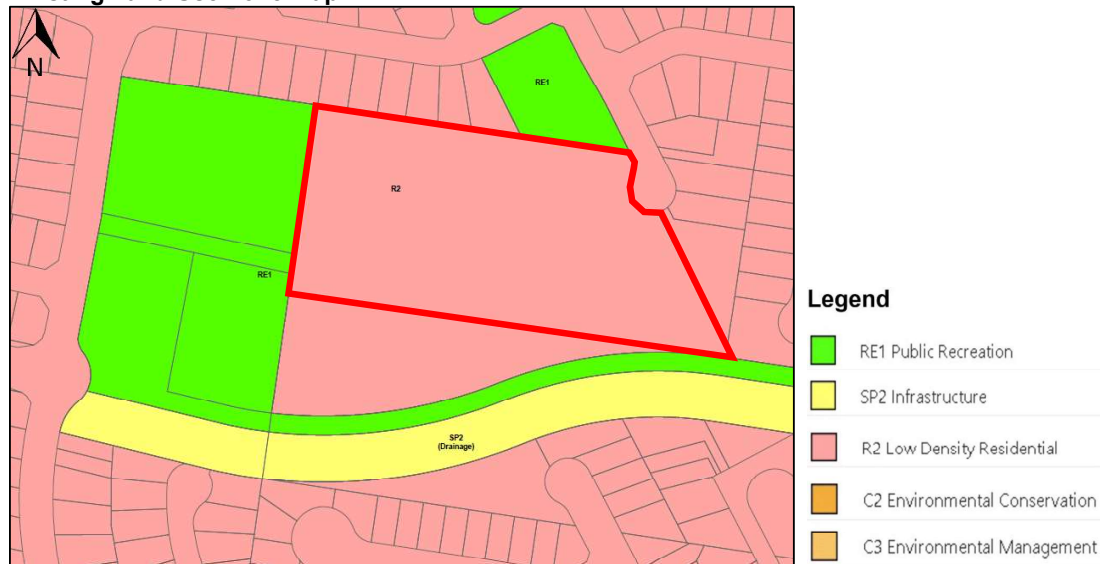 N
RE1
R2
RE1
SP2
(Drainage)
Legend
RE1 Public Recreation
SP2 Infrastructure
R2 Low Density Residential
C2 Environmental Conservation
C3 Environmental Management